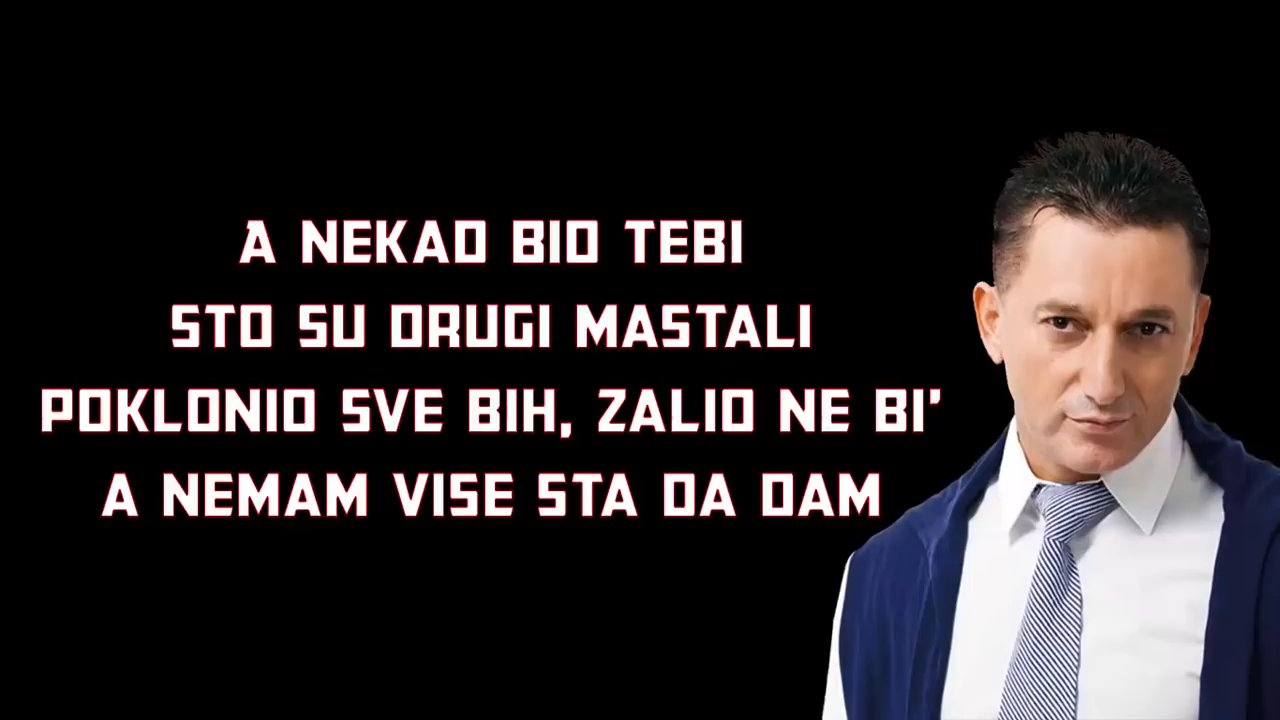 A NEKAD BIO TEBI
STO SU DRUGI MASTALI
POKLONIO SVE BIH, ZALIO NE BI'
A NEMAM VISE STA DA DAM